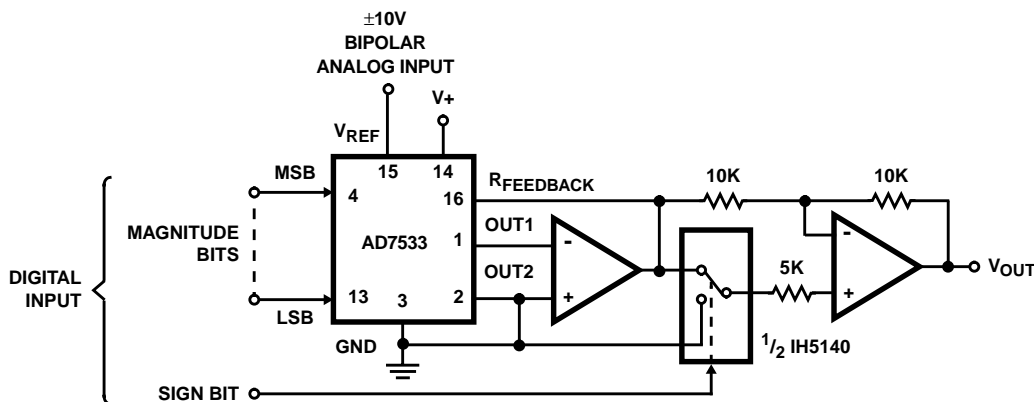 ±10V
BIPOLAR
ANALOG INPUT
V+
VREF
15
14
MSB
4
16
RFEEDBACK
10K
10K
MAGNITUDE
BITS
AD7533
1
OUT1
-
-
DIGITAL
INPUT
OUT2
5K
VOUT
13
3
2
+
+
LSB
GND
1/2 IH5140
SIGN BIT